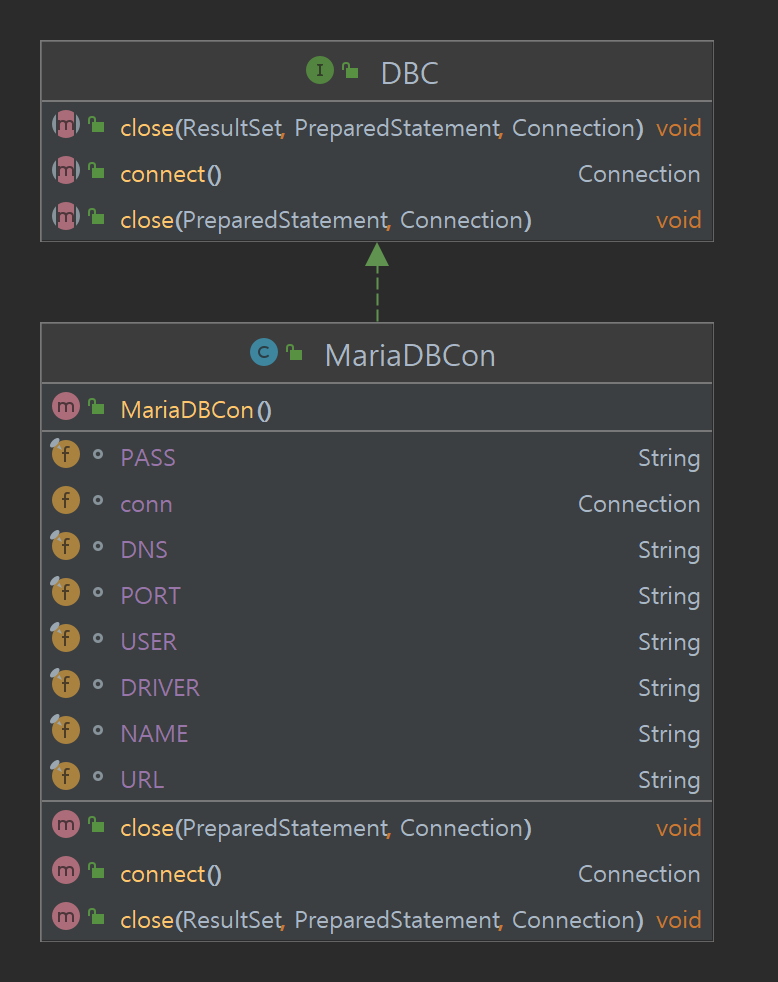 I DBC
m close(ResultSet, PreparedStatement, Connection) void
m connect() Connection
m close(PreparedStatement, Connection) void
C MariaDBCon
m MariaDBCon()
f PASS String
f conn Connection
f DNS String
f PORT String
f USER String
f DRIVER String
f NAME String
f URL String
m close(PreparedStatement, Connection) void
m connect() Connection
m close(ResultSet, PreparedStatement, Connection) void